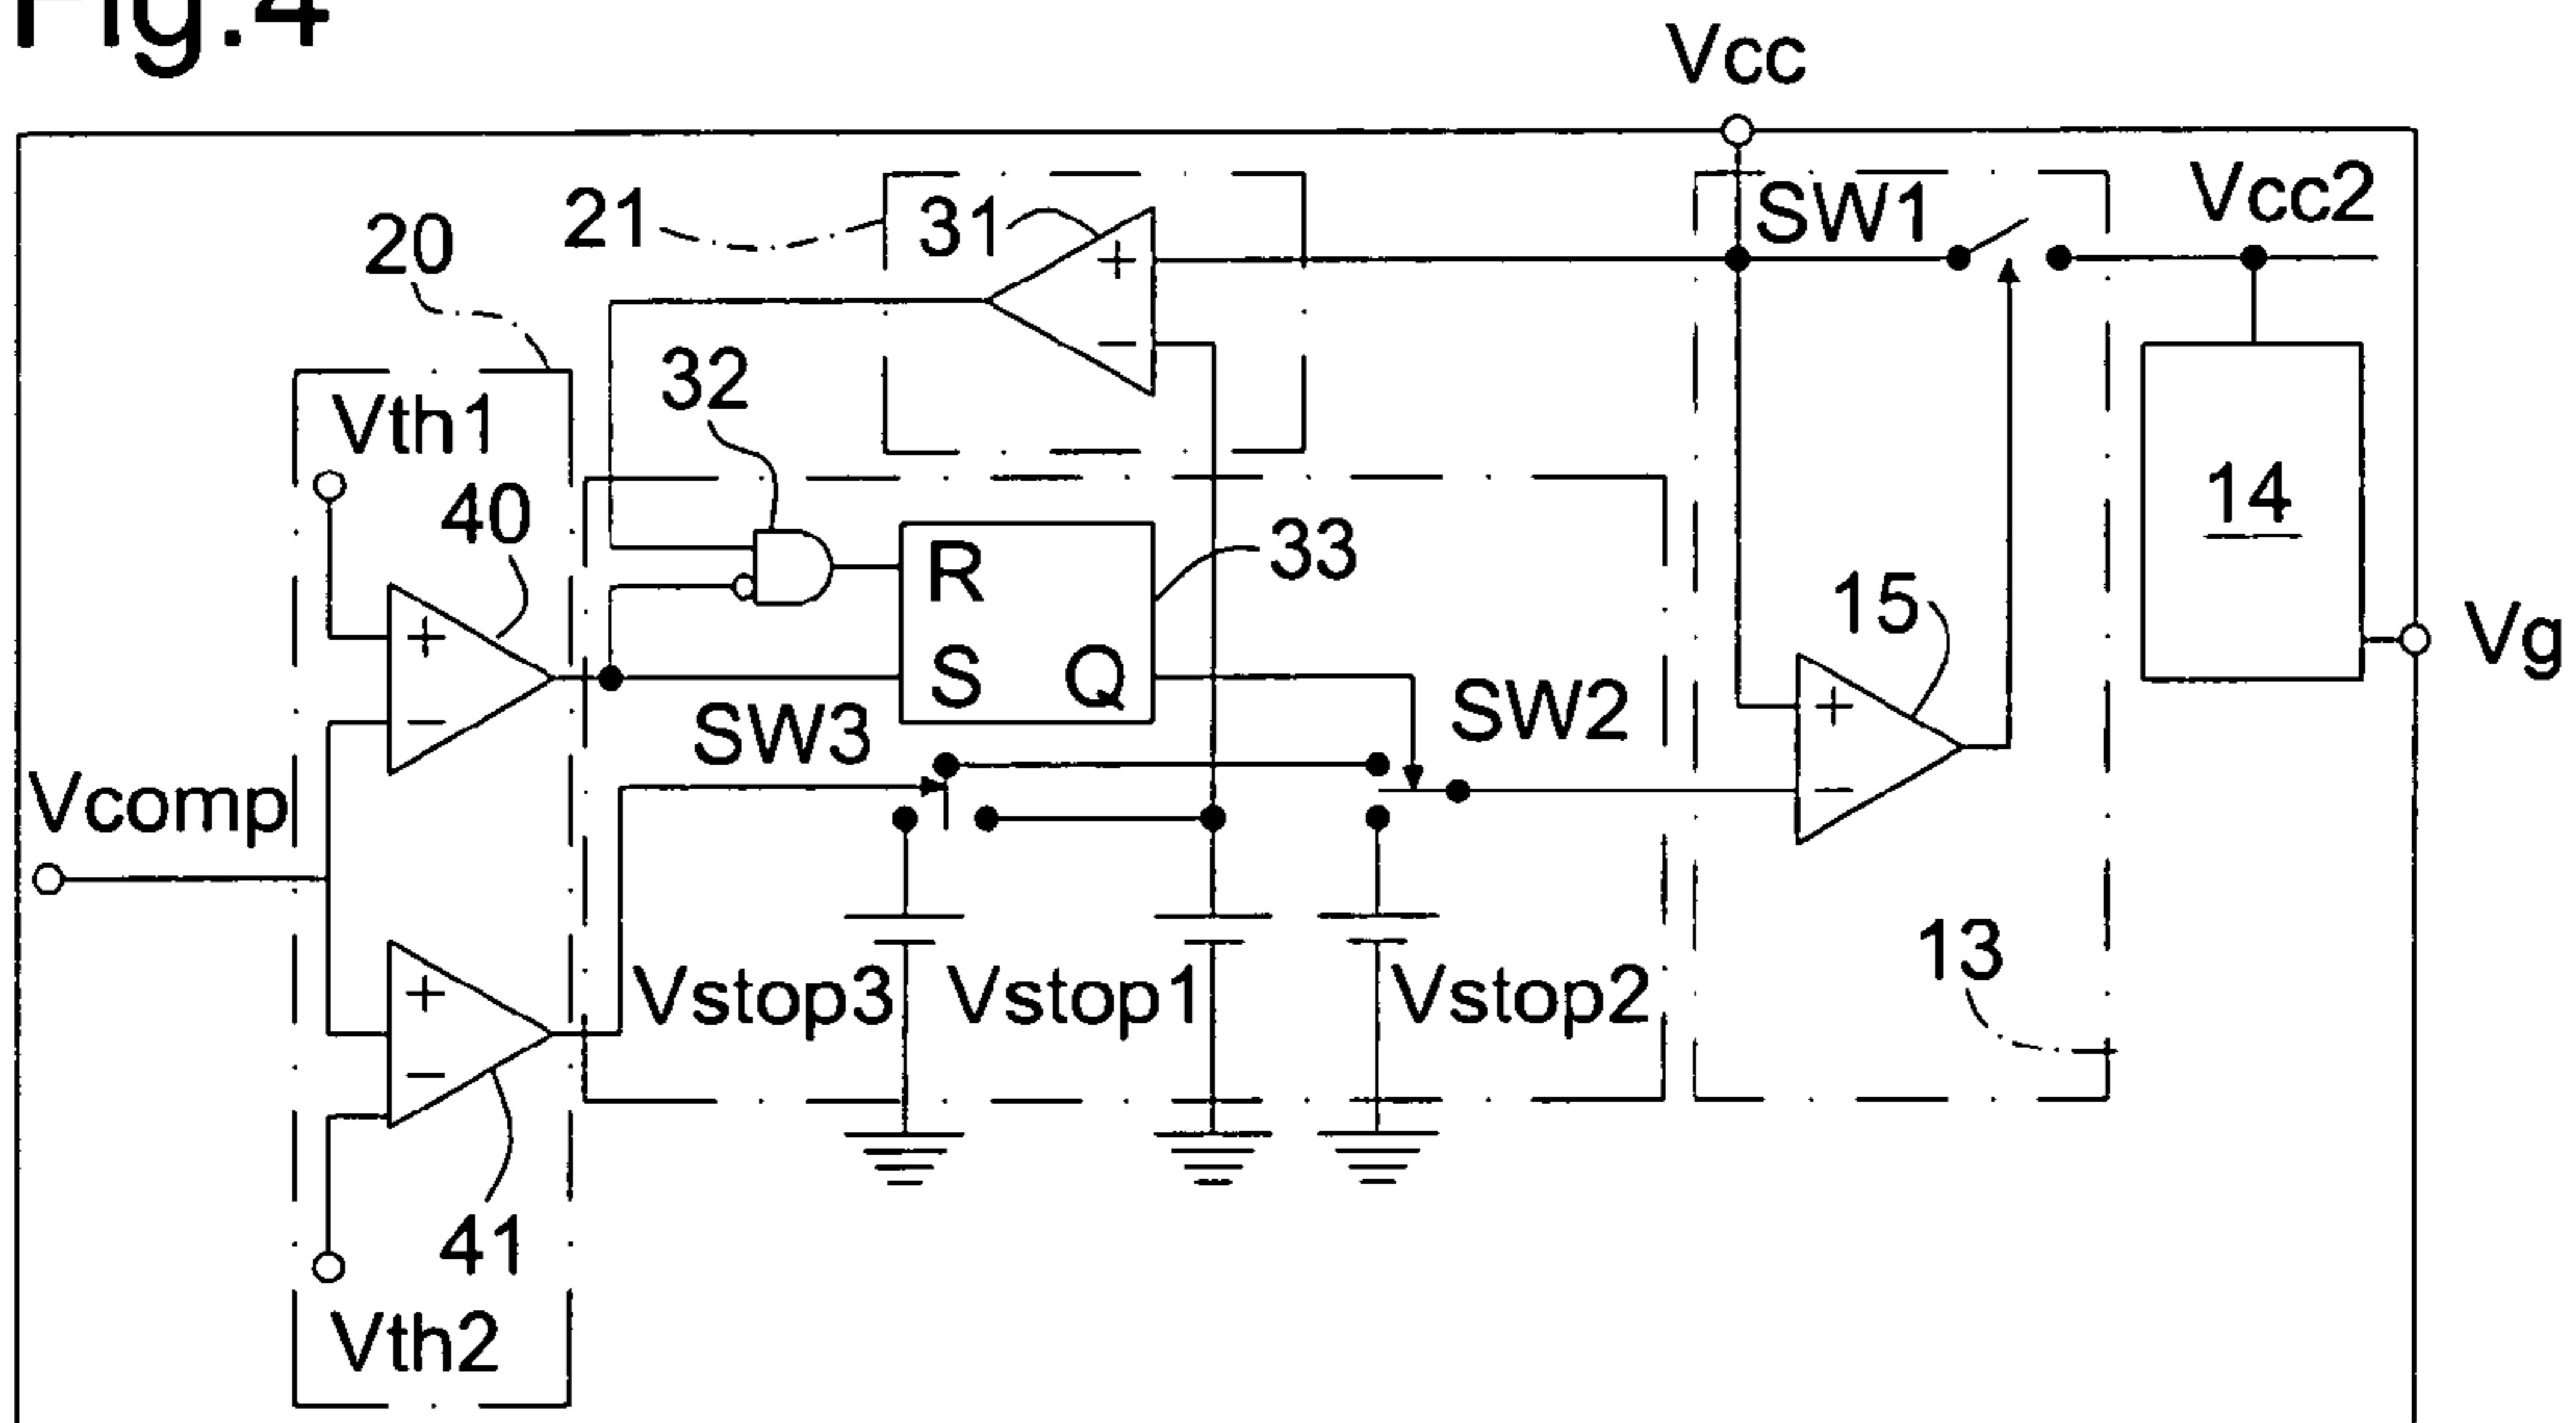 Fig.4
Vcc
SW1
Vcc2
21
31
20
32
Vth1
40
14
33
R
S
Q
15
Vg
SW3
SW2
Vcomp
Vstop3
Vstop1
Vstop2
13
41
Vth2